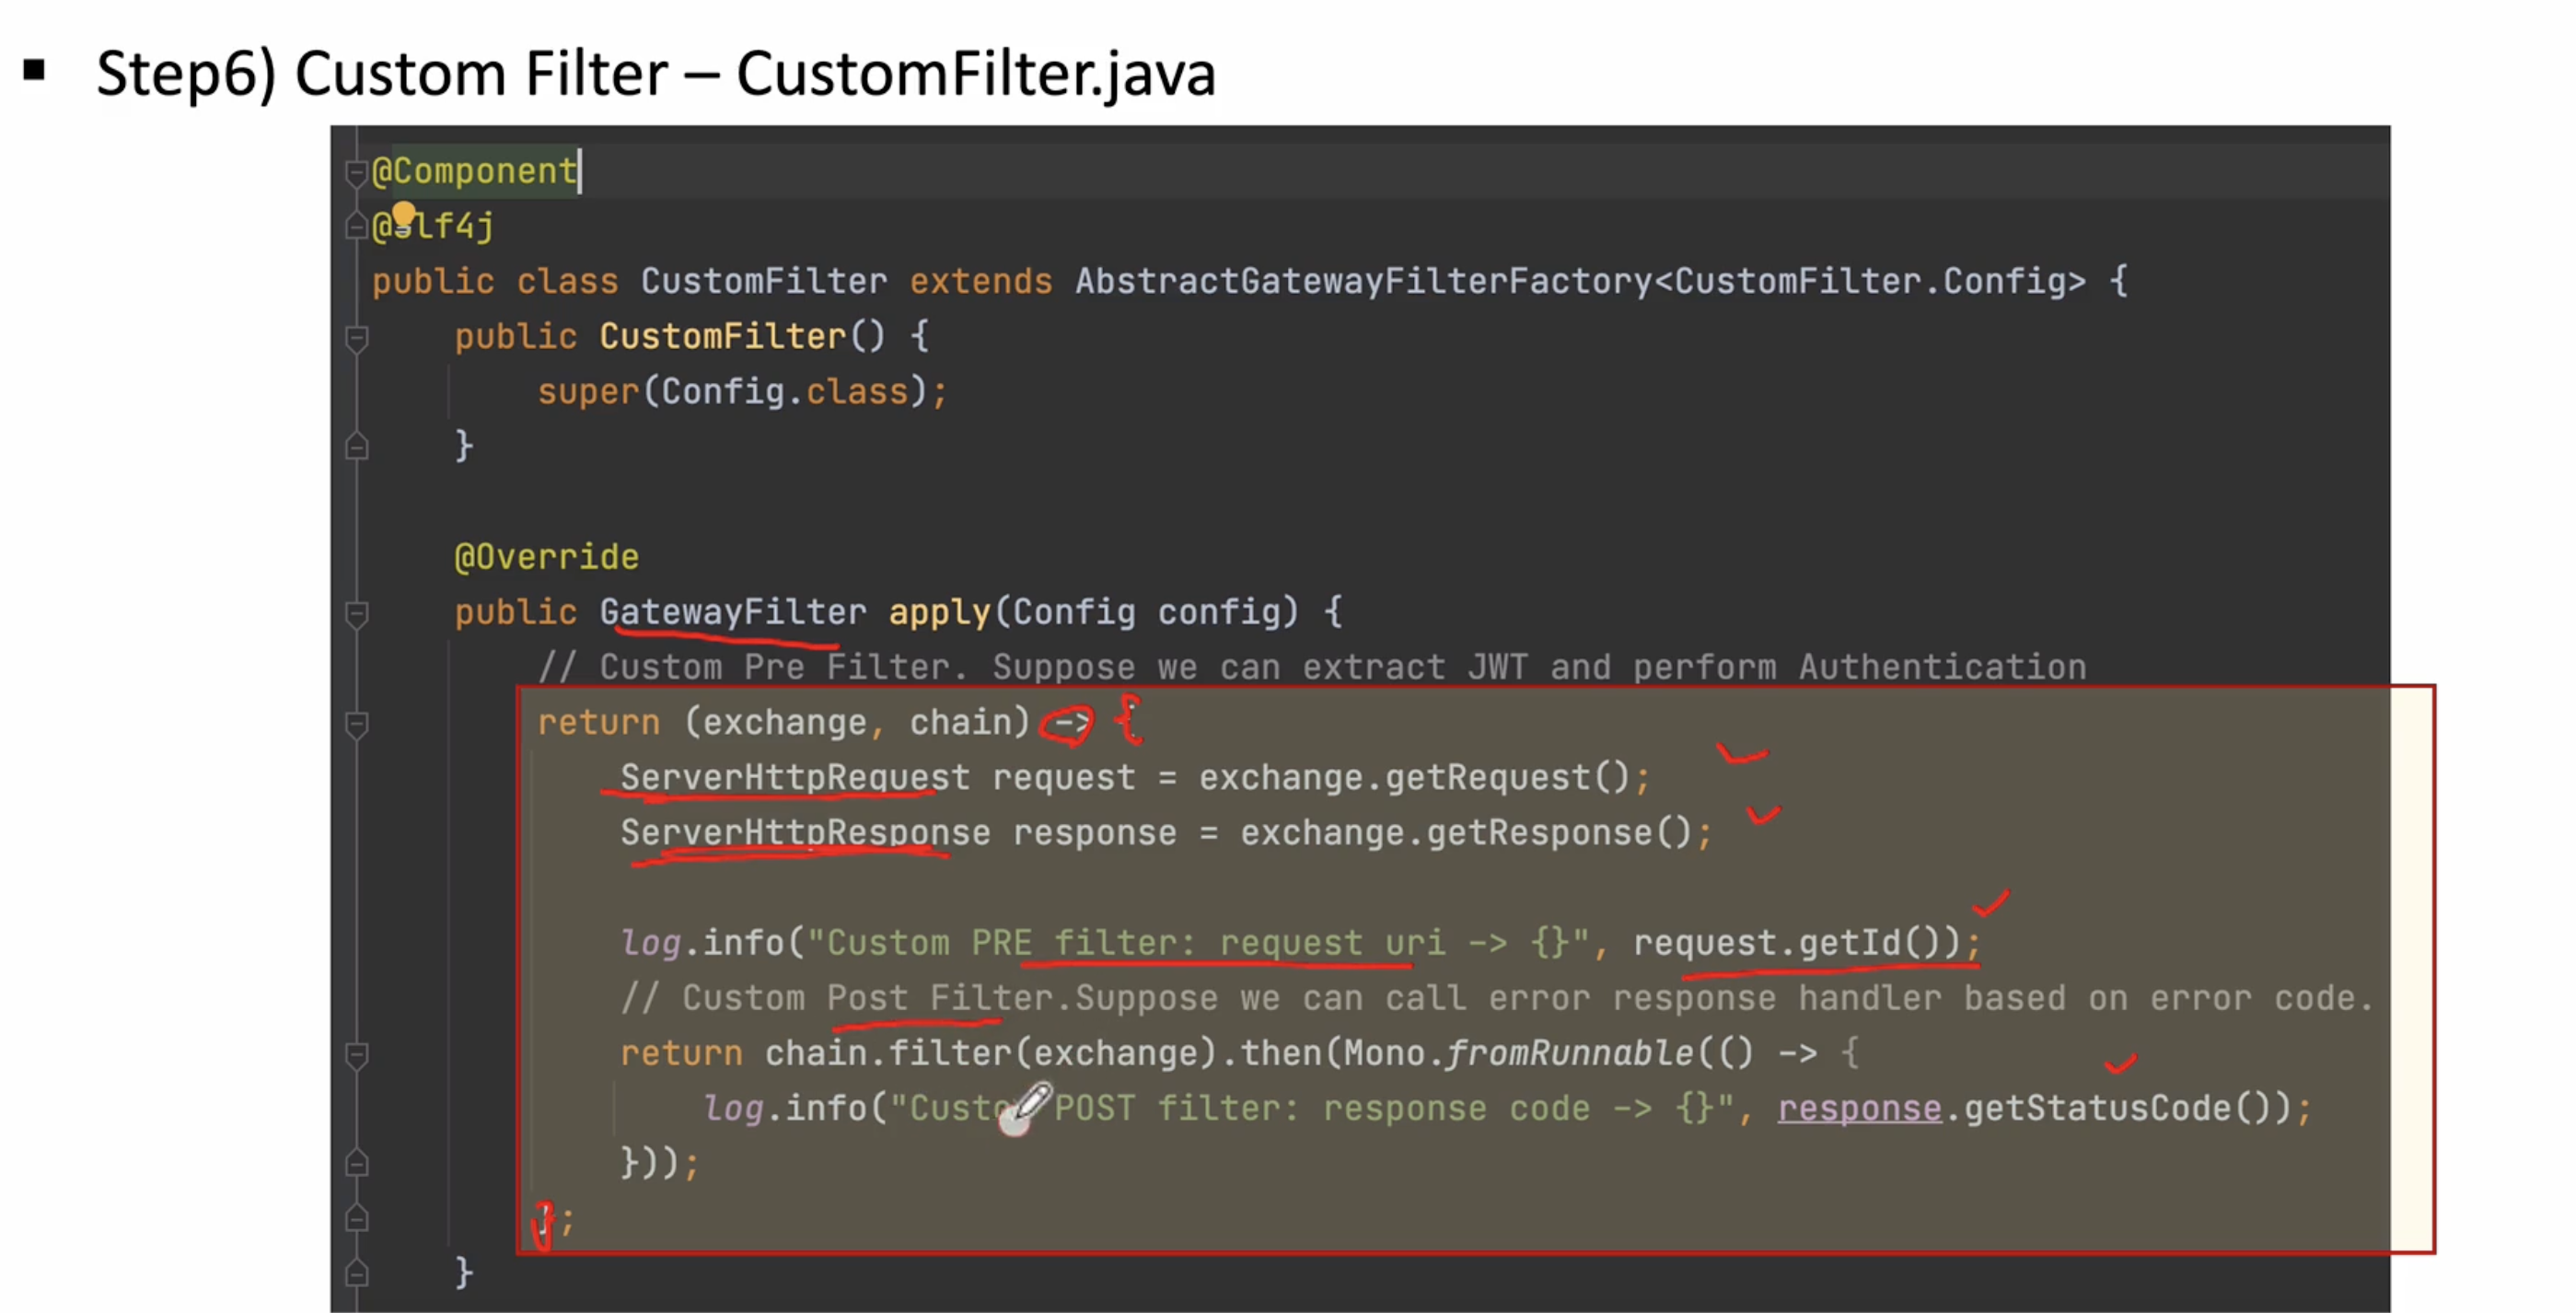 ▪ Step6) Custom Filter – CustomFilter.java
@Component
@Slf4j
public class CustomFilter extends AbstractGatewayFilterFactory<CustomFilter.Config> {
public CustomFilter() {
super(Config.class);
}
@Override
public GatewayFilter apply(Config config) {
// Custom Pre Filter. Suppose we can extract JWT and perform Authentication
return (exchange, chain) -> {
ServerHttpRequest request = exchange.getRequest();
ServerHttpResponse response = exchange.getResponse();
log.info("Custom PRE filter: request uri -> {}", request.getId());
// Custom Post Filter.Suppose we can call error response handler based on error code.
return chain.filter(exchange).then(Mono.fromRunnable(() -> {
log.info("Custom POST filter: response code -> {}", response.getStatusCode());
}));
};
}